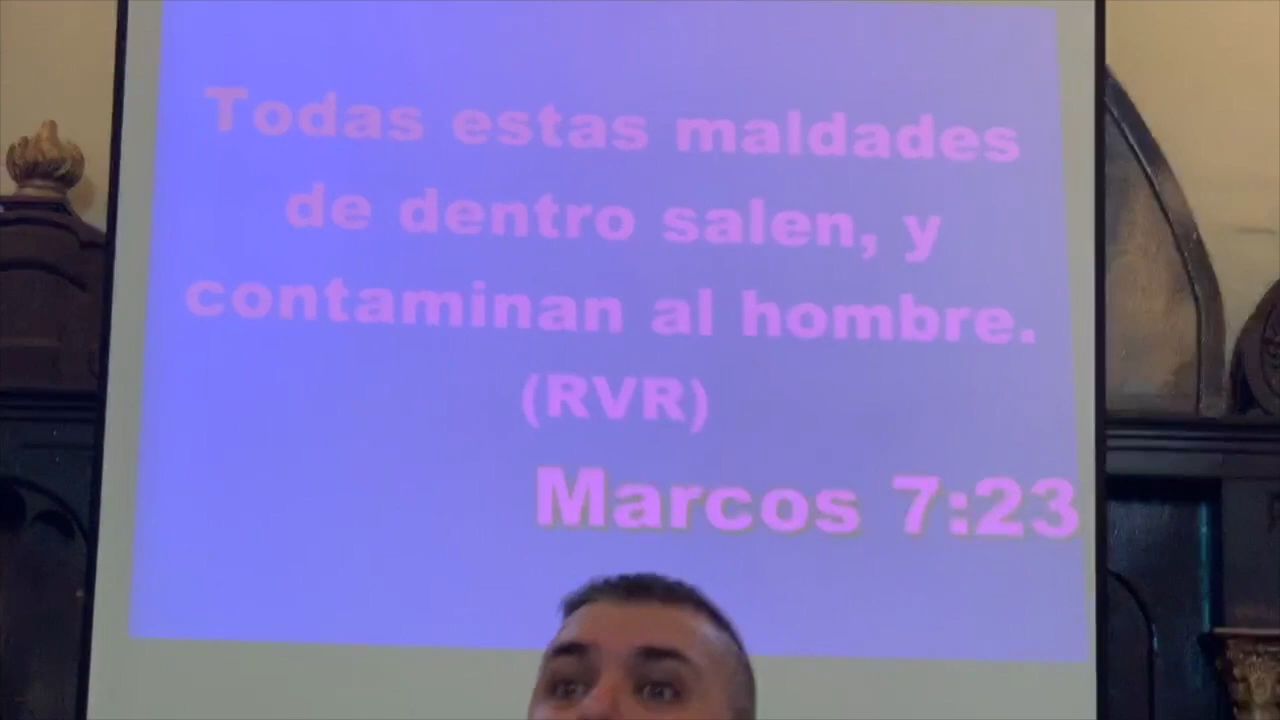 Todas estas maldades
de dentro salen, y
contaminan al hombre.
(RVR)
Marcos 7:23